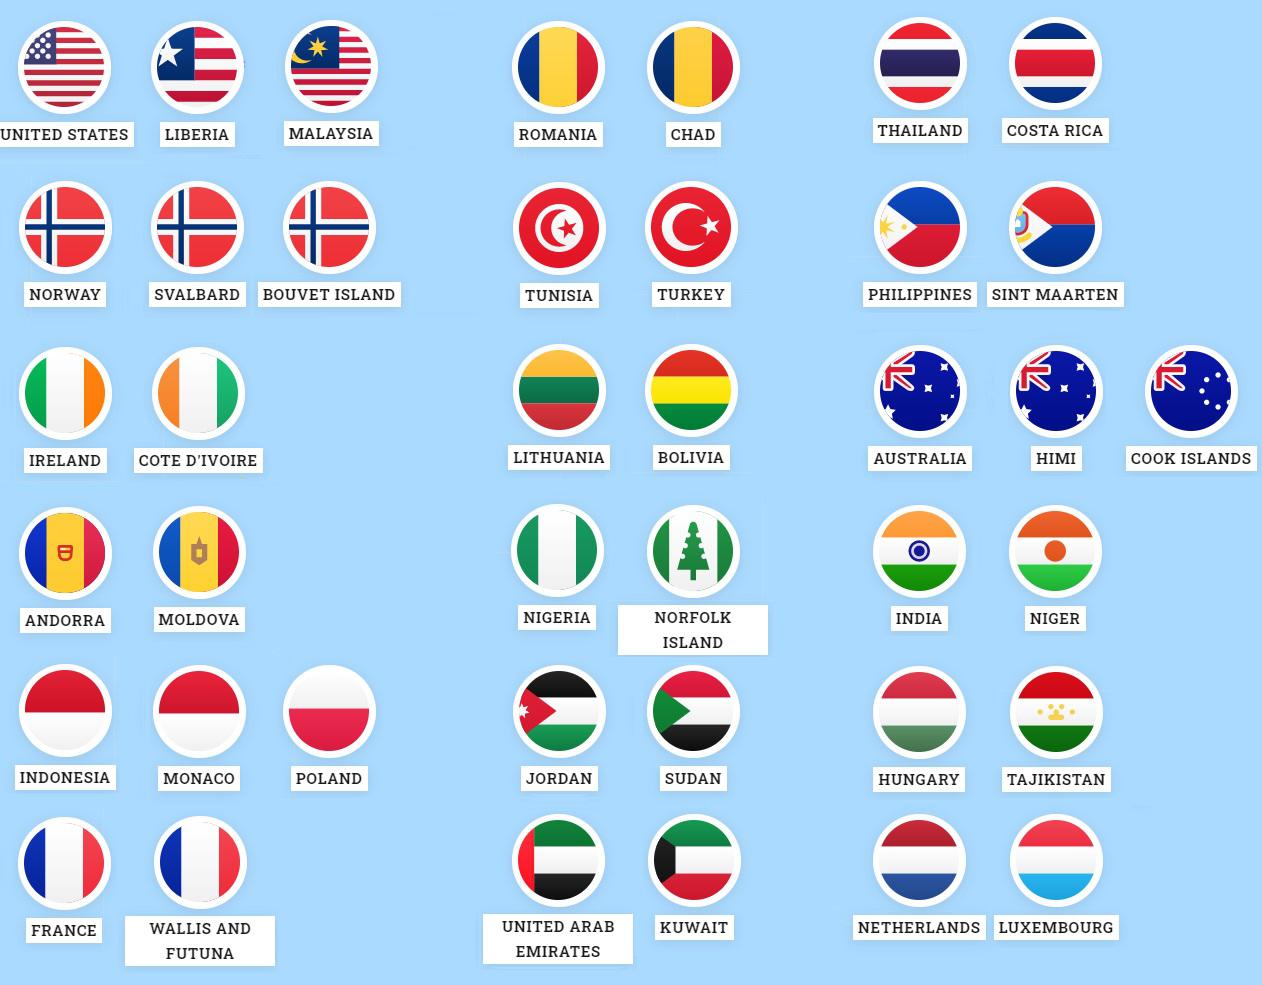 UNITED STATES
LIBERIA
MALAYSIA
ROMANIA
CHAD
THAILAND
COSTA RICA
NORWAY
SVALBARD
BOUVET ISLAND
TUNISIA
TURKEY
PHILIPPINES
SINT MAARTEN
IRELAND
COTE D'IVOIRE
LITHUANIA
BOLIVIA
AUSTRALIA
HIMI
COOK ISLANDS
ANDORRA
MOLDOVA
NIGERIA
NORFOLK
ISLAND
INDIA
NIGER
INDONESIA
MONACO
POLAND
JORDAN
SUDAN
HUNGARY
TAJIKISTAN
FRANCE
WALLIS AND
FUTUNA
UNITED ARAB
EMIRATES
KUWAIT
NETHERLANDS
LUXEMBOURG